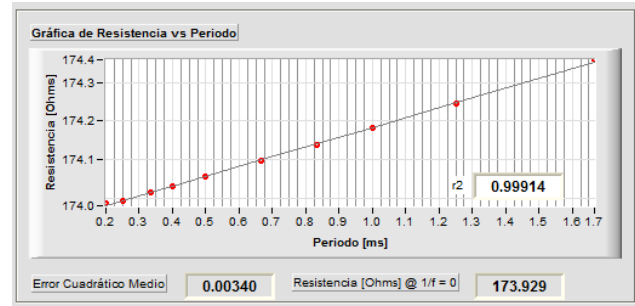 Gráfica de Resistencia vs Periodo
174.4
174.3
174.2
174.1
174.0
Resistencia [Ohms]
r2 0.99914
0.2 0.3 0.4 0.5 0.6 0.7 0.8 0.9 1.0 1.1 1.2 1.3 1.4 1.5 1.6 1.7
Periodo [ms]
Error Cuadrático Medio 0.00340 Resistencia [Ohms] @ 1/f = 0 173.929